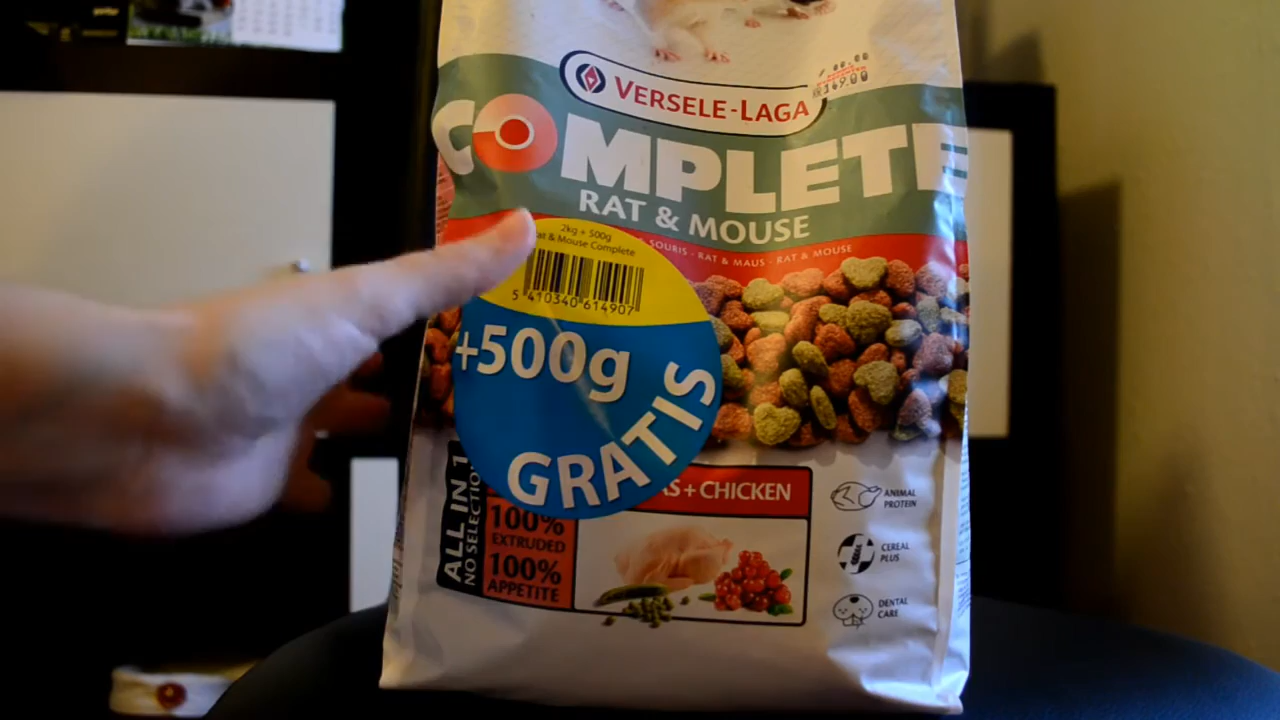 VERSELE-LAGA
COMPLETE
RAT & MOUSE
SOURIS - RAT & MAUS - RAT & MOUSE
2kg + 500g
Rat & Mouse Complete
5 410340 614907
+500g
GRATIS
ALL IN 1
NO SELECTION
+ CHICKEN
100%
EXTRUDED
100%
APPETITE
ANIMAL
PROTEIN
CEREAL
PLUS
DENTAL
CARE